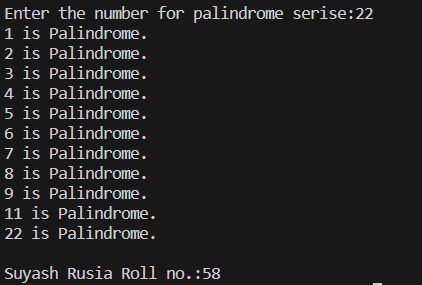 Enter the number for palindrome serise:22
1 is Palindrome.
2 is Palindrome.
3 is Palindrome.
4 is Palindrome.
5 is Palindrome.
6 is Palindrome.
7 is Palindrome.
8 is Palindrome.
9 is Palindrome.
11 is Palindrome.
22 is Palindrome.
Suyash Rusia Roll no.:58